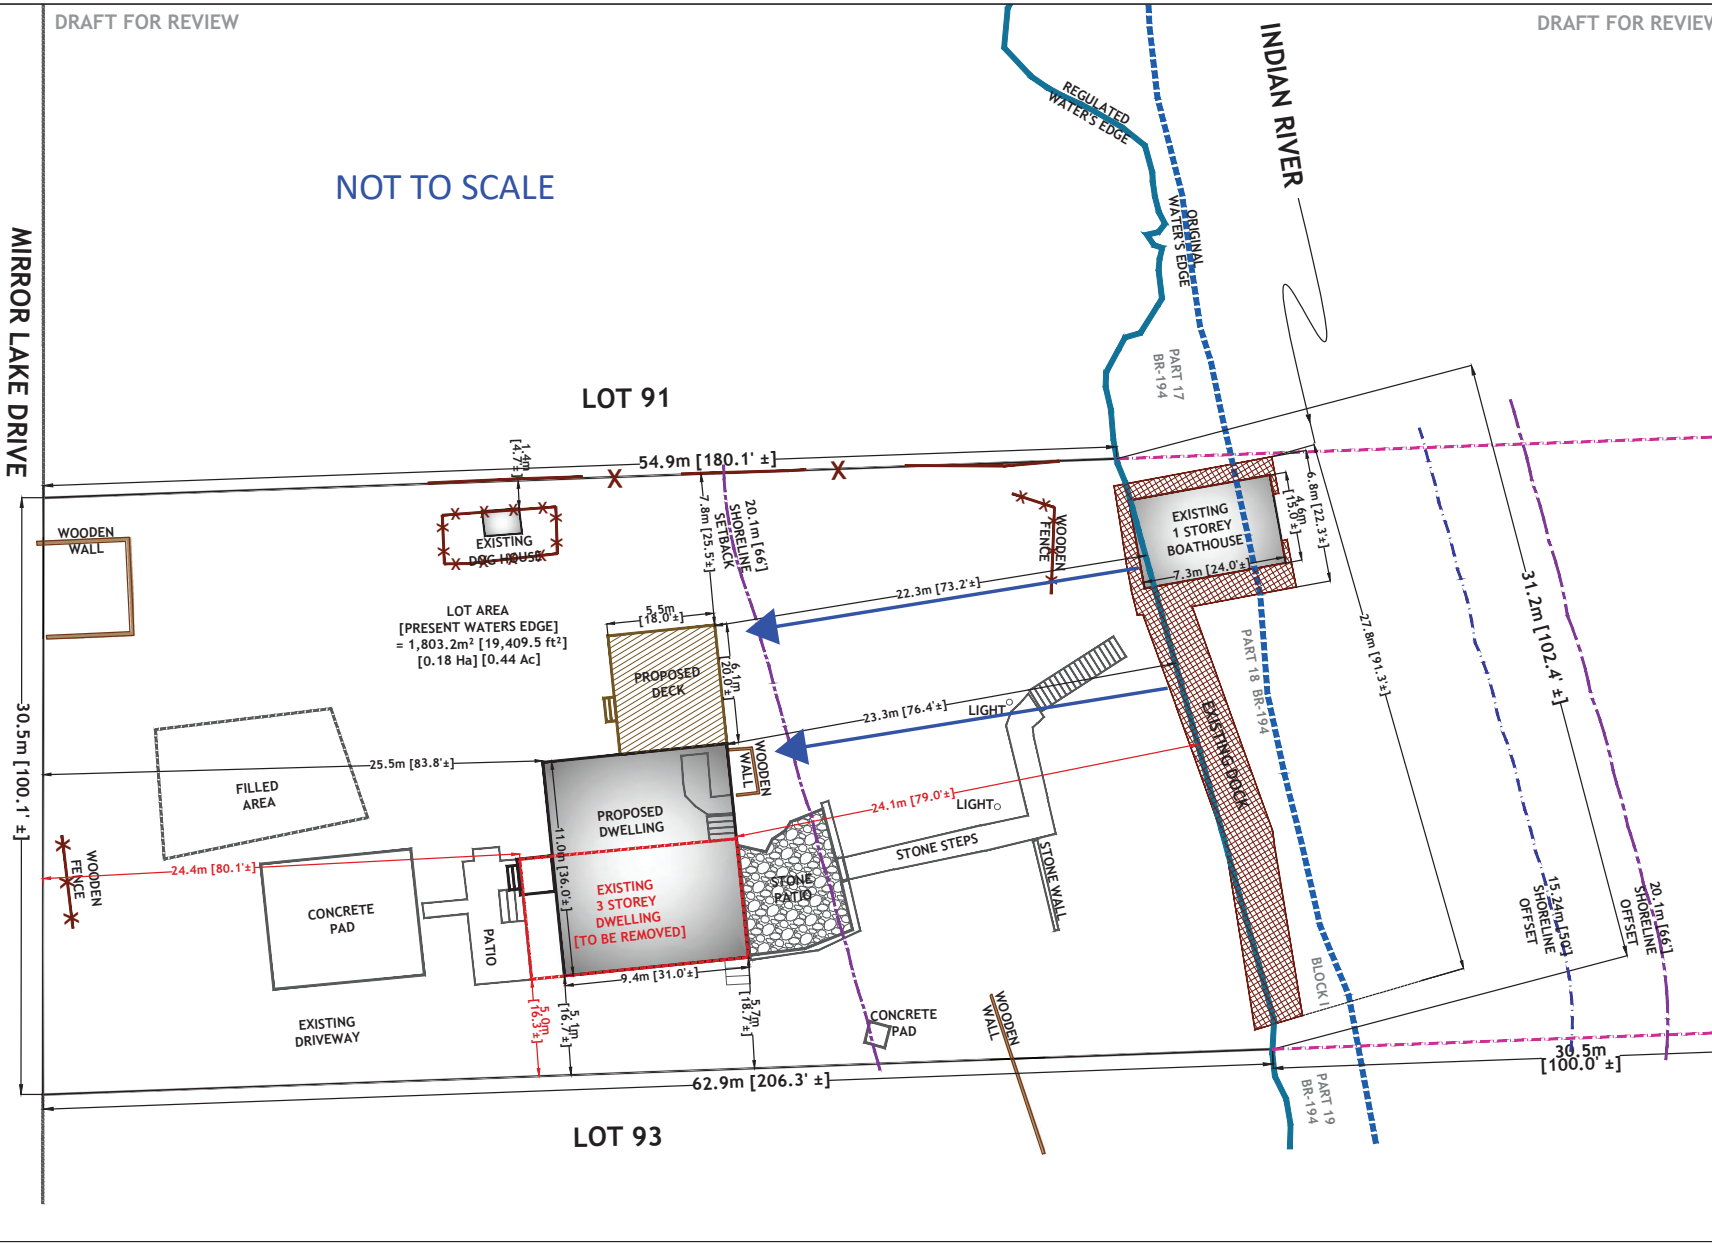 DRAFT FOR REVIEW
DRAFT FOR REVIEW
INDIAN RIVER
REGULATED
WATER'S EDGE
NOT TO SCALE
ORIGINAL
WATER'S EDGE
MIRROR LAKE DRIVE
PART 17
BR-194
LOT 91
1.4m
[4.7'±]
54.9m [180.1' ±]
7.8m [25.5'±]
20.1m [66']
SHORELINE
SETBACK
WOODEN
WALL
EXISTING
DOG HOUSE
WOODEN
FENCE
EXISTING
1 STOREY
BOATHOUSE
4.6m
[15.0'±]
6.8m [22.3'±]
7.3m [24.0'±]
22.3m [73.2'±]
31.2m [102.4' ±]
LOT AREA
[PRESENT WATERS EDGE]
= 1,803.2m² [19,409.5 ft²]
[0.18 Ha] [0.44 Ac]
5.5m
[18.0'±]
27.8m [91.3'±]
PROPOSED
DECK
6.1m
[20.0'±]
PART 18 BR-194
30.5m [100.1' ±]
23.3m [76.4'±]
LIGHT
EXISTING DOCK
25.5m [83.8'±]
WOODEN
WALL
FILLED
AREA
PROPOSED
DWELLING
11.0m [36.0'±]
24.1m [79.0'±]
LIGHT
STONE STEPS
STONE WALL
WOODEN
FENCE
24.4m [80.1'±]
STONE
PATIO
EXISTING
3 STOREY
DWELLING
[TO BE REMOVED]
CONCRETE
PAD
PATIO
15.24m [50']
SHORELINE
OFFSET
20.1m [66']
SHORELINE
OFFSET
9.4m [31.0'±]
BLOCK I
5.0m
[16.3'±]
5.1m
[16.7'±]
5.7m
[18.7'±]
EXISTING
DRIVEWAY
CONCRETE
PAD
WOODEN
WALL
30.5m
[100.0' ±]
62.9m [206.3' ±]
PART 19
BR-194
LOT 93